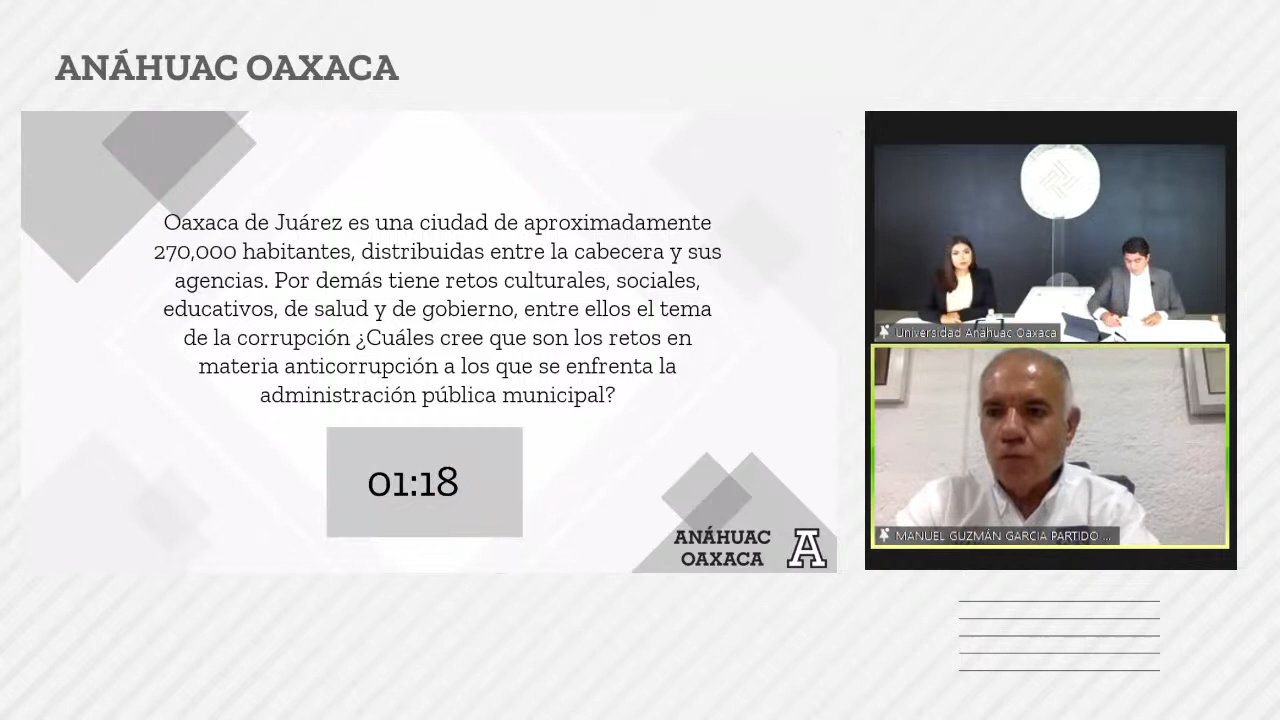 ANÁHUAC OAXACA
Oaxaca de Juárez es una ciudad de aproximadamente
270,000 habitantes, distribuidas entre la cabecera y sus
agencias. Por demás tiene retos culturales, sociales,
educativos, de salud y de gobierno, entre ellos el tema
de la corrupción ¿Cuáles cree que son los retos en
materia anticorrupción a los que se enfrenta la
administración pública municipal?
01:18
ANÁHUAC
OAXACA
A
Universidad Anáhuac Oaxaca
MANUEL GUZMÁN GARCIA PARTIDO ...